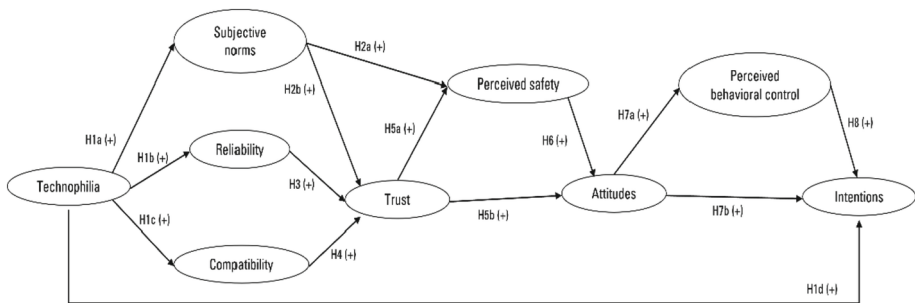 Subjective
norms
H2a (+)
Perceived safety
Perceived
behavioral control
H2b (+)
H7a (+)
H8 (+)
H5a (+)
H1a (+)
H6 (+)
H1b (+)
Reliability
H3 (+)
Technophilia
Trust
Attitudes
Intentions
H5b (+)
H7b (+)
H1c (+)
H4 (+)
Compatibility
H1d (+)